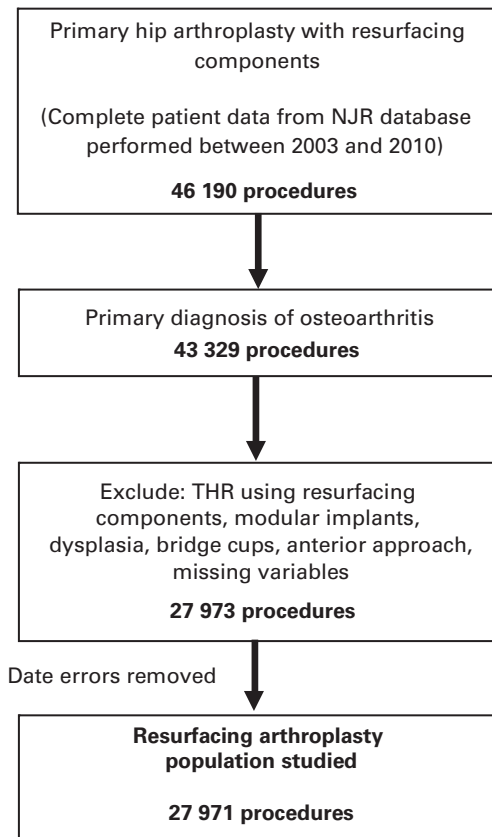 Primary hip arthroplasty with resurfacing
components
(Complete patient data from NJR database
performed between 2003 and 2010)
46 190 procedures
Primary diagnosis of osteoarthritis
43 329 procedures
Exclude: THR using resurfacing
components, modular implants,
dysplasia, bridge cups, anterior approach,
missing variables
27 973 procedures
Date errors removed
Resurfacing arthroplasty
population studied
27 971 procedures